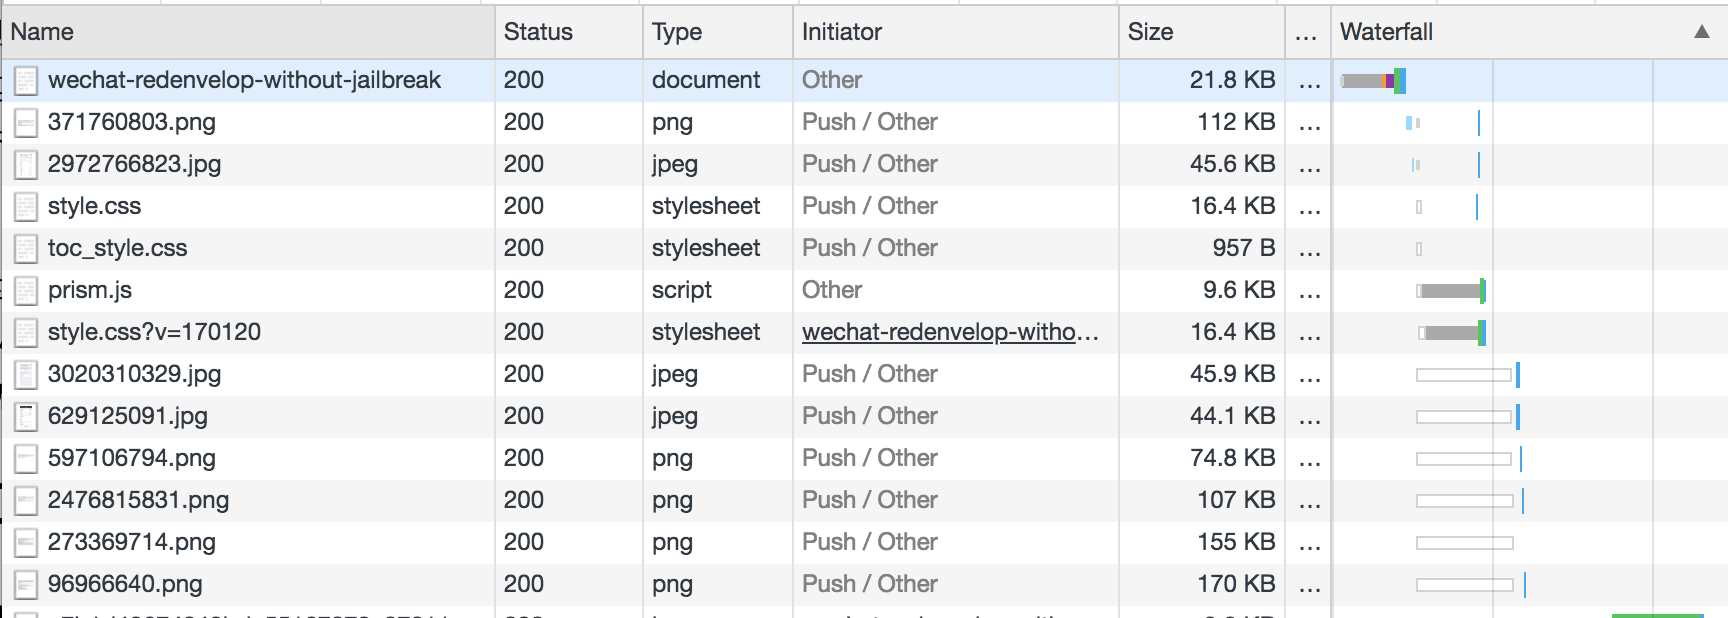 Name Status Type Initiator Size ... Waterfall ▲
wechat-redenvelop-without-jailbreak 200 document Other 21.8 KB ...
371760803.png 200 png Push / Other 112 KB ...
2972766823.jpg 200 jpeg Push / Other 45.6 KB ...
style.css 200 stylesheet Push / Other 16.4 KB ...
toc_style.css 200 stylesheet Push / Other 957 B ...
prism.js 200 script Other 9.6 KB ...
style.css?v=170120 200 stylesheet wechat-redenvelop-witho... 16.4 KB ...
3020310329.jpg 200 jpeg Push / Other 45.9 KB ...
629125091.jpg 200 jpeg Push / Other 44.1 KB ...
597106794.png 200 png Push / Other 74.8 KB ...
2476815831.png 200 png Push / Other 107 KB ...
273369714.png 200 png Push / Other 155 KB ...
96966640.png 200 png Push / Other 170 KB ...